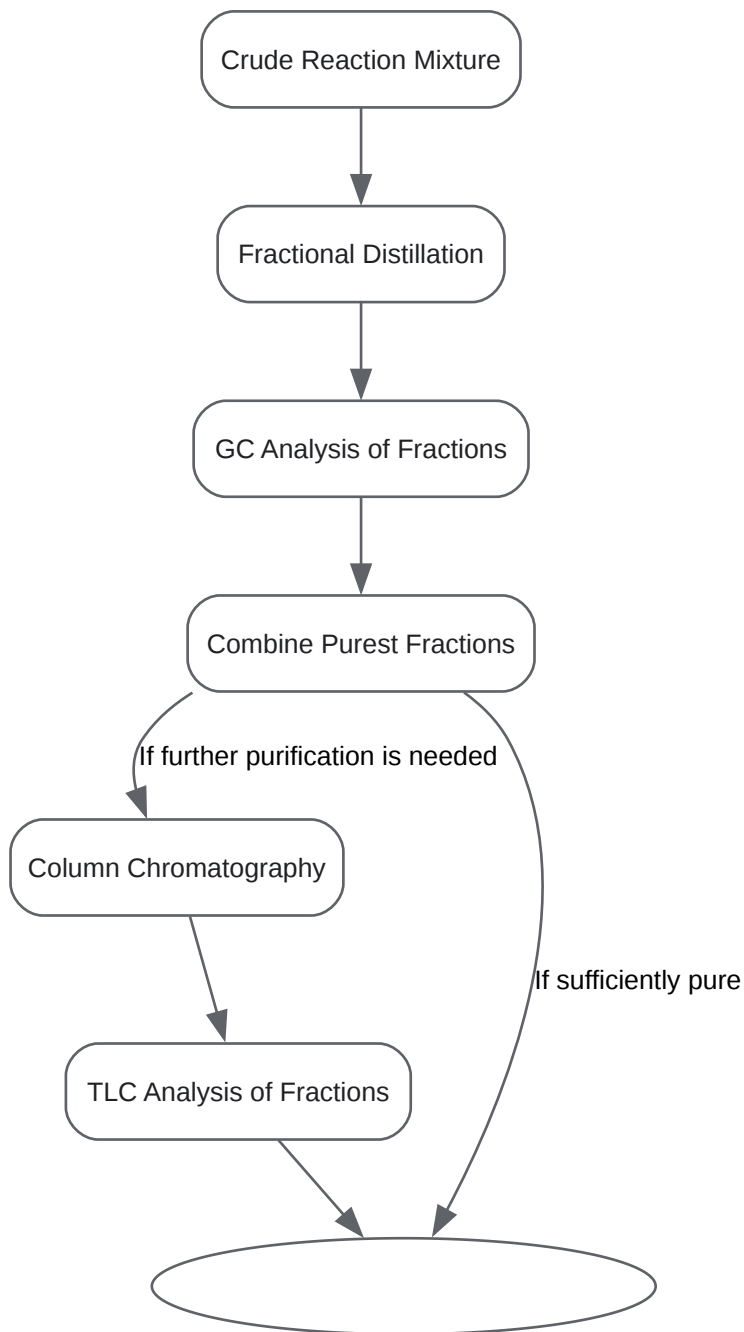 Crude Reaction Mixture
Fractional Distillation
GC Analysis of Fractions
Combine Purest Fractions
If further purification is needed
Column Chromatography
If sufficiently pure
TLC Analysis of Fractions